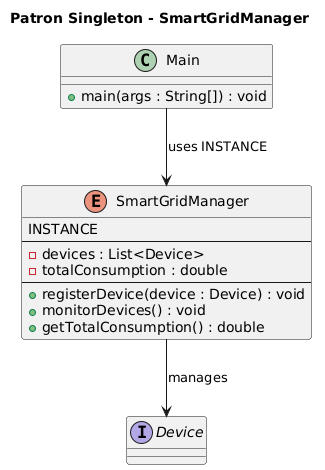 Patron Singleton - SmartGridManager
C Main
main(args : String[]) : void
uses INSTANCE
E SmartGridManager
INSTANCE
devices : List<Device>
totalConsumption : double
registerDevice(device : Device) : void
monitorDevices() : void
getTotalConsumption() : double
manages
I Device